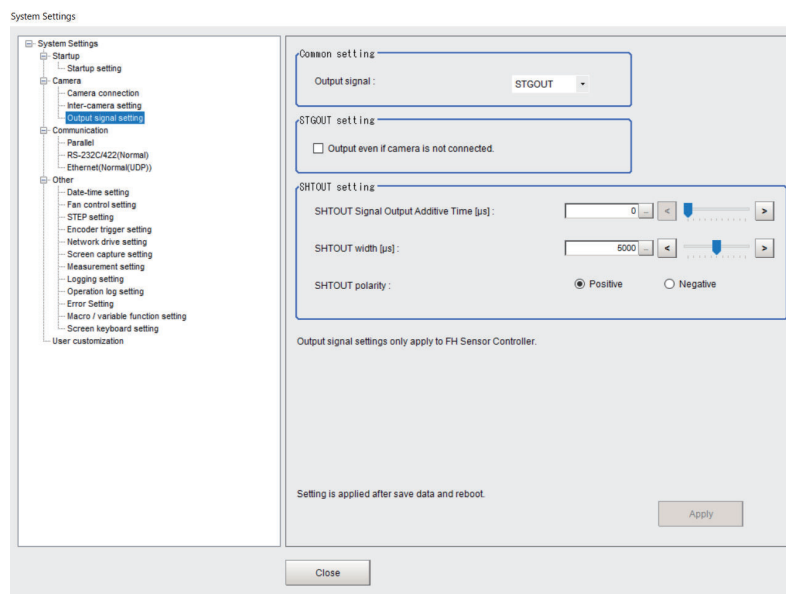 System Settings
System Settings
Startup
Startup setting
Camera
Camera connection
Inter-camera setting
Output signal setting
Communication
Parallel
RS-232C/422(Normal)
Ethernet(Normal(UDP))
Other
Date-time setting
Fan control setting
STEP setting
Encoder trigger setting
Network drive setting
Screen capture setting
Measurement setting
Logging setting
Operation log setting
Error Setting
Macro / variable function setting
Screen keyboard setting
User customization
Common setting
Output signal : STGOUT
STGOUT setting
Output even if camera is not connected.
SHTOUT setting
SHTOUT Signal Output Additive Time [µs] : 0 ... < >
SHTOUT width [µs] : 5000 ... < >
SHTOUT polarity : Positive Negative
Output signal settings only apply to FH Sensor Controller.
Setting is applied after save data and reboot.
Apply
Close